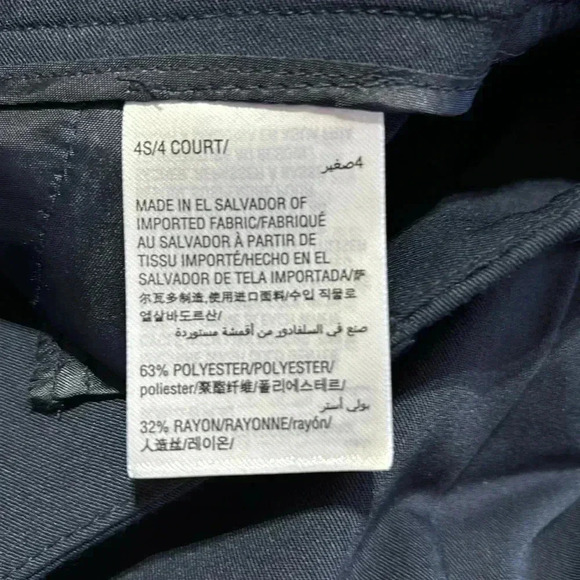 4S/4 COURT/
4صغير
MADE IN EL SALVADOR OF
IMPORTED FABRIC/FABRIQUÉ
AU SALVADOR À PARTIR DE
TISSU IMPORTÉ/HECHO EN EL
SALVADOR DE TELA IMPORTADA/萨
尔瓦多制造,使用进口面料/수입 직물로
엘살바도르산/
صنع في السلفادور من أقمشة مستوردة
63% POLYESTER/POLYESTER/
poliester/聚酯纤维/폴리에스테르/
بولي أستر
32% RAYON/RAYONNE/rayón/
人造丝/레이온/